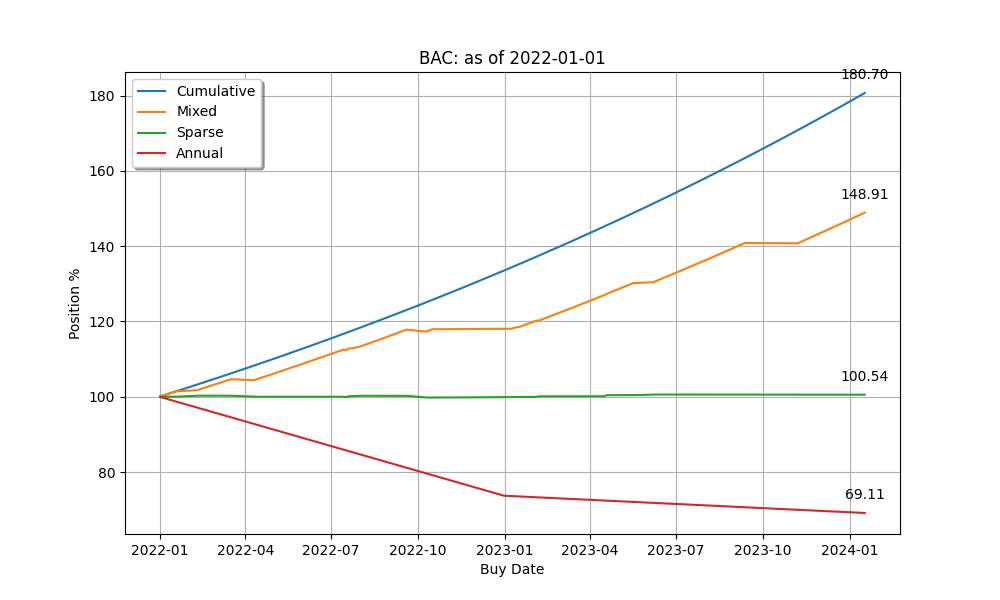 BAC: as of 2022-01-01
Cumulative
Mixed
Sparse
Annual
180.70
148.91
100.54
69.11
180
160
140
120
100
80
Position %
2022-01 2022-04 2022-07 2022-10 2023-01 2023-04 2023-07 2023-10 2024-01
Buy Date